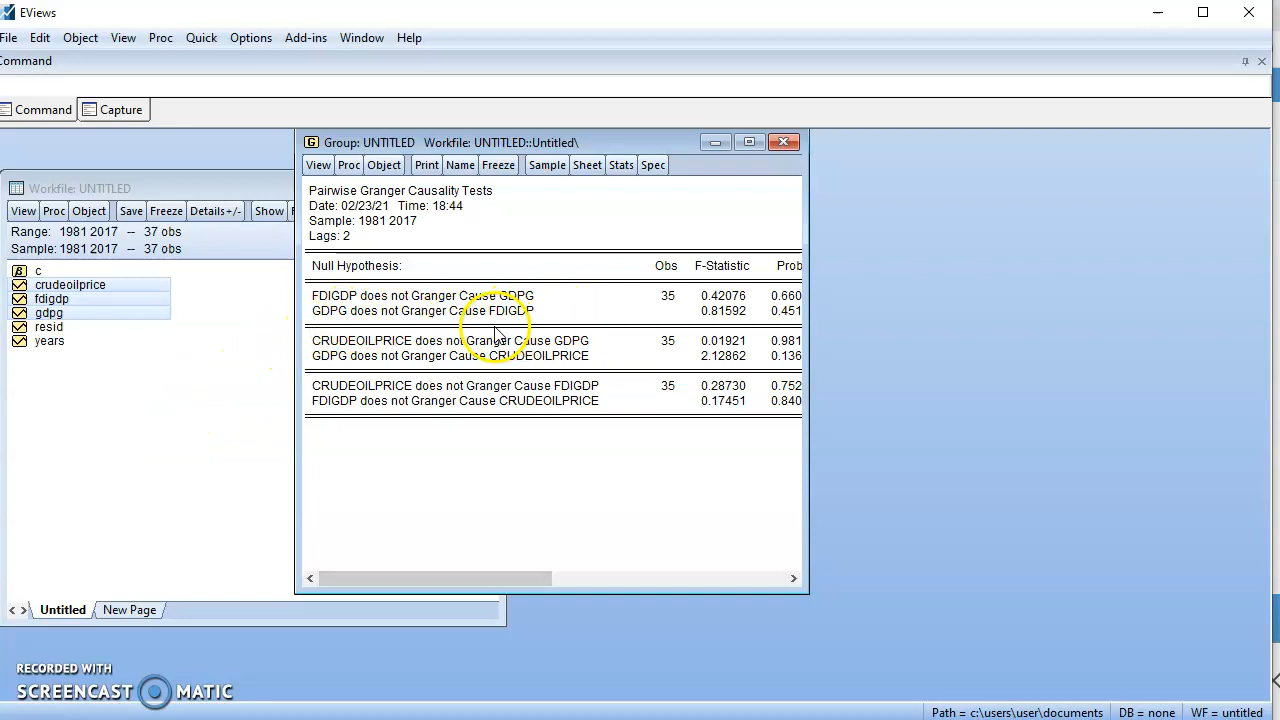 EViews
File Edit Object View Proc Quick Options Add-ins Window Help
Command
Command Capture
Group: UNTITLED Workfile: UNTITLED::Untitled\
View Proc Object Print Name Freeze Sample Sheet Stats Spec
Pairwise Granger Causality Tests
Date: 02/23/21 Time: 18:44
Sample: 1981 2017
Lags: 2
Null Hypothesis: Obs F-Statistic Prob
FDIGDP does not Granger Cause GDPG 35 0.42076 0.660
GDPG does not Granger Cause FDIGDP 0.81592 0.451
CRUDEOILPRICE does not Granger Cause GDPG 35 0.01921 0.981
GDPG does not Granger Cause CRUDEOILPRICE 2.12862 0.136
CRUDEOILPRICE does not Granger Cause FDIGDP 35 0.28730 0.752
FDIGDP does not Granger Cause CRUDEOILPRICE 0.17451 0.840
Workfile: UNTITLED
View Proc Object Save Freeze Details+/- Show
Range: 1981 2017 -- 37 obs
Sample: 1981 2017 -- 37 obs
c
crudeoilprice
fdigdp
gdpg
resid
years
Untitled New Page
RECORDED WITH
SCREENCAST MATIC
Path = c:\users\user\documents DB = none WF = untitled